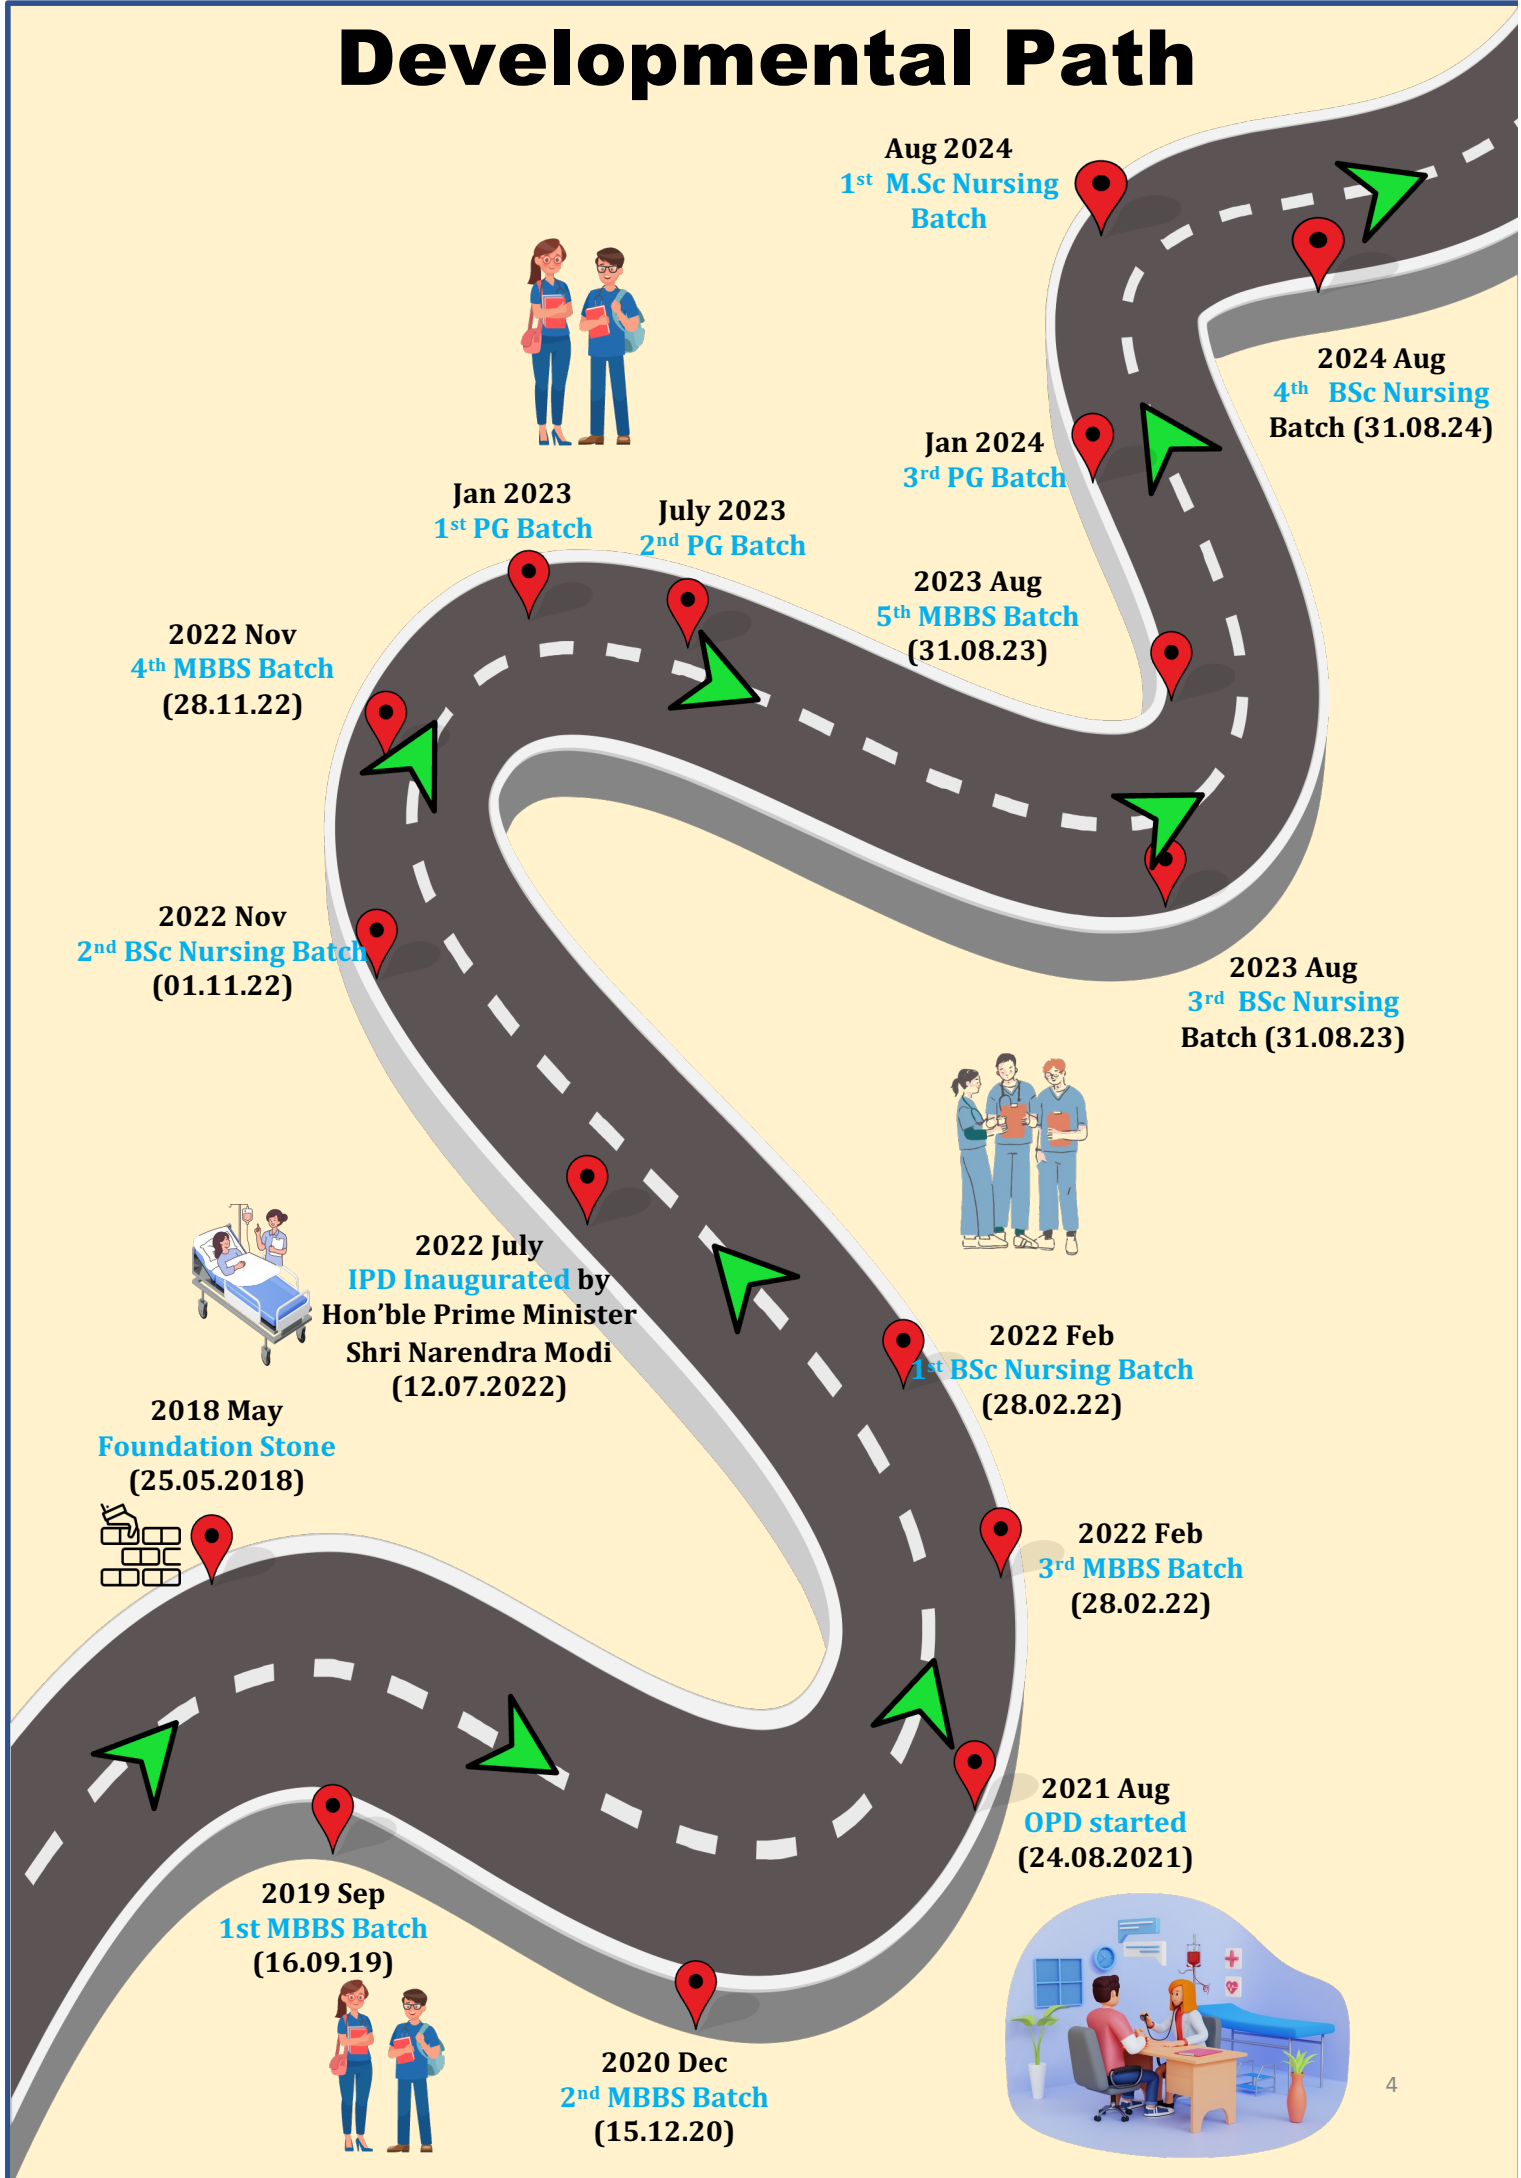 Developmental Path
Aug 2024
1st M.Sc Nursing
Batch
2024 Aug
4th BSc Nursing
Batch (31.08.24)
Jan 2024
3rd PG Batch
Jan 2023
1st PG Batch
July 2023
2nd PG Batch
2023 Aug
5th MBBS Batch
(31.08.23)
2022 Nov
4th MBBS Batch
(28.11.22)
2022 Nov
2nd BSc Nursing Batch
(01.11.22)
2023 Aug
3rd BSc Nursing
Batch (31.08.23)
2022 July
IPD Inaugurated by
Hon’ble Prime Minister
Shri Narendra Modi
(12.07.2022)
2022 Feb
1st BSc Nursing Batch
(28.02.22)
2018 May
Foundation Stone
(25.05.2018)
2022 Feb
3rd MBBS Batch
(28.02.22)
2021 Aug
OPD started
(24.08.2021)
2019 Sep
1st MBBS Batch
(16.09.19)
2020 Dec
2nd MBBS Batch
(15.12.20)
4